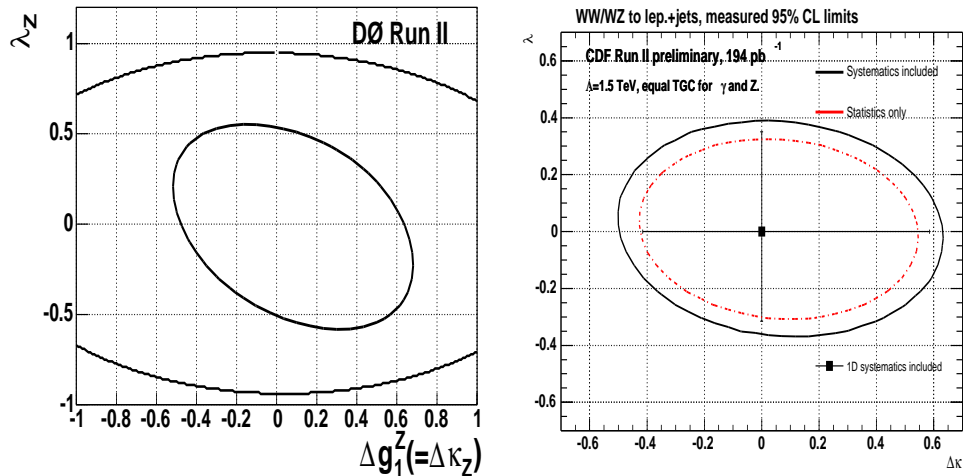 DØ Run II
λZ
1
0.5
0
-0.5
-1
-1 -0.8 -0.6 -0.4 -0.2 0 0.2 0.4 0.6 0.8 1
Δg₁ᶻ(=Δκz)
WW/WZ to lep.+jets, measured 95% CL limits
λ
CDF Run II preliminary, 194 pb⁻¹
Λ=1.5 TeV, equal TGC for γ and Z.
Systematics included
Statistics only
1D systematics included
0.6
0.4
0.2
0
-0.2
-0.4
-0.6
-0.6 -0.4 -0.2 0 0.2 0.4 0.6
Δκ